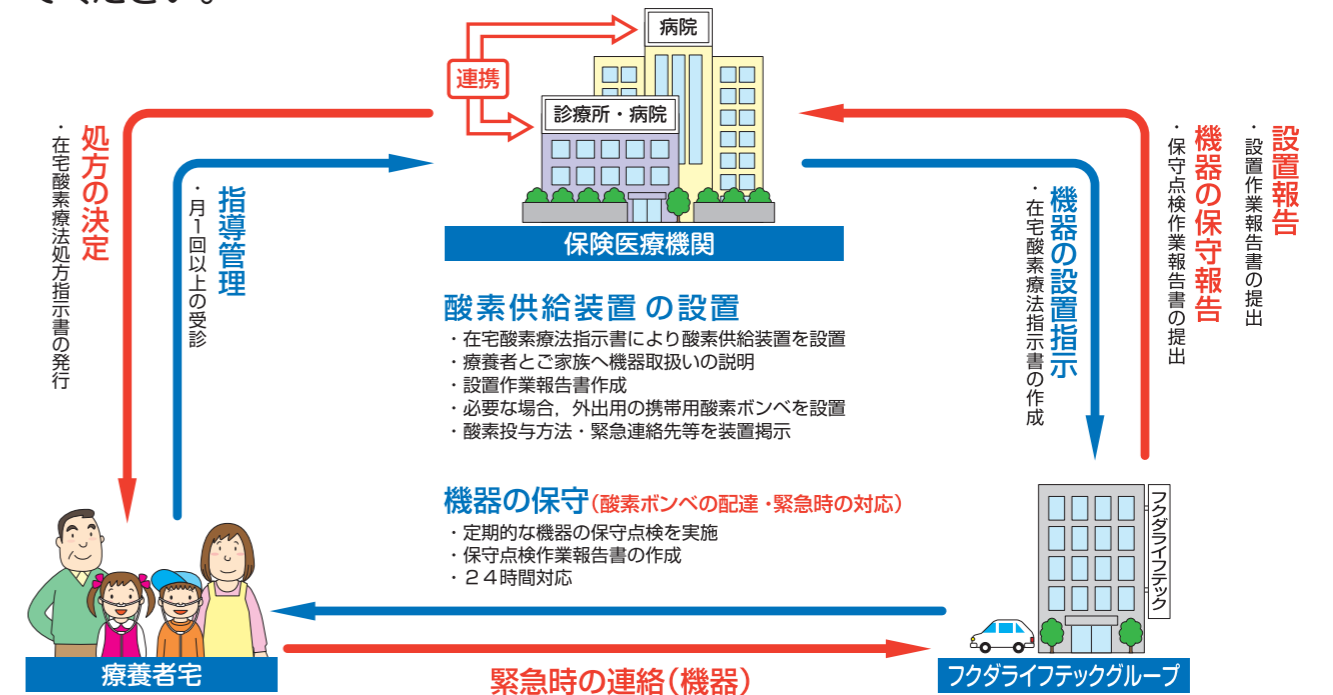 てください。
病院
連携
診療所・病院
保険医療機関
処方の決定
・在宅酸素療法処方指示書の発行
指導管理
・月1回以上の受診
機器の設置指示
・在宅酸素療法指示書の作成
設置報告
・設置作業報告書の提出
機器の保守報告
・保守点検作業報告書の提出
酸素供給装置 の設置
・在宅酸素療法指示書により酸素供給装置を設置
・療養者とご家族へ機器取扱いの説明
・設置作業報告書作成
・必要な場合，外出用の携帯用酸素ボンベを設置
・酸素投与方法・緊急連絡先等を装置掲示
機器の保守(酸素ボンベの配達・緊急時の対応)
・定期的な機器の保守点検を実施
・保守点検作業報告書の作成
・２４時間対応
フクダライフテック
療養者宅
緊急時の連絡(機器)
フクダライフテックグループ